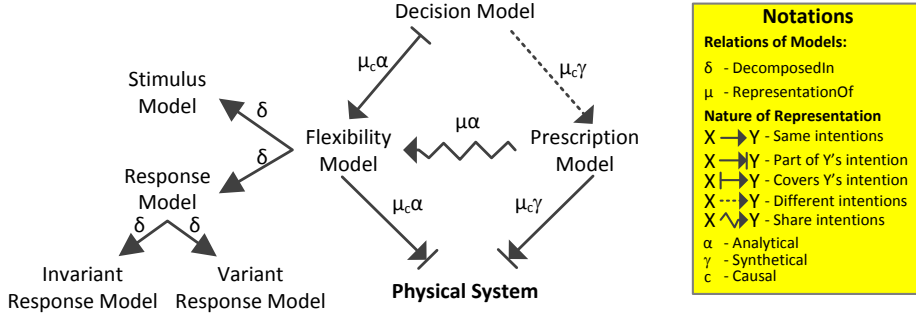 Decision Model
μcα
μcγ
Stimulus
Model
δ
δ
Flexibility
Model
μα
Prescription
Model
Response
Model
δ
δ
μcα
μcγ
Invariant
Response Model
Variant
Response Model
Physical System
Notations
Relations of Models:
δ - DecomposedIn
μ - RepresentationOf
Nature of Representation
X Y - Same intentions
X Y - Part of Y's intention
X Y - Covers Y's intention
X Y - Different intentions
X Y - Share intentions
α - Analytical
γ - Synthetical
c - Causal